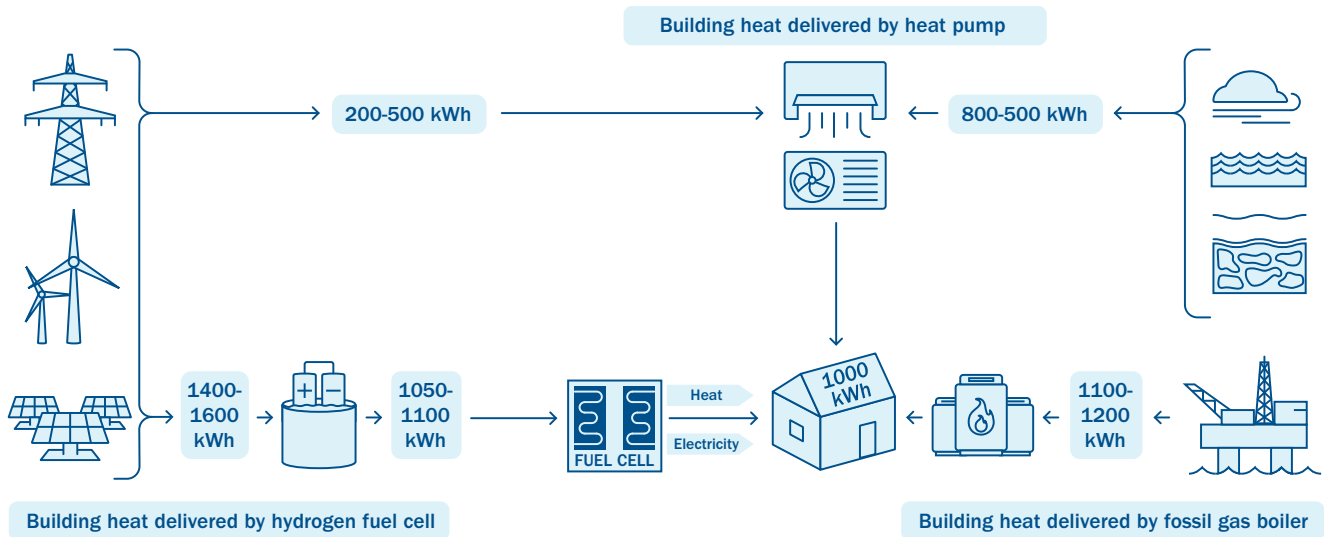 Building heat delivered by heat pump
200-500 kWh
800-500 kWh
1400-
1600
kWh
+ −
1050-
1100
kWh
FUEL CELL
Heat
Electricity
1000
kWh
1100-
1200
kWh
Building heat delivered by hydrogen fuel cell
Building heat delivered by fossil gas boiler